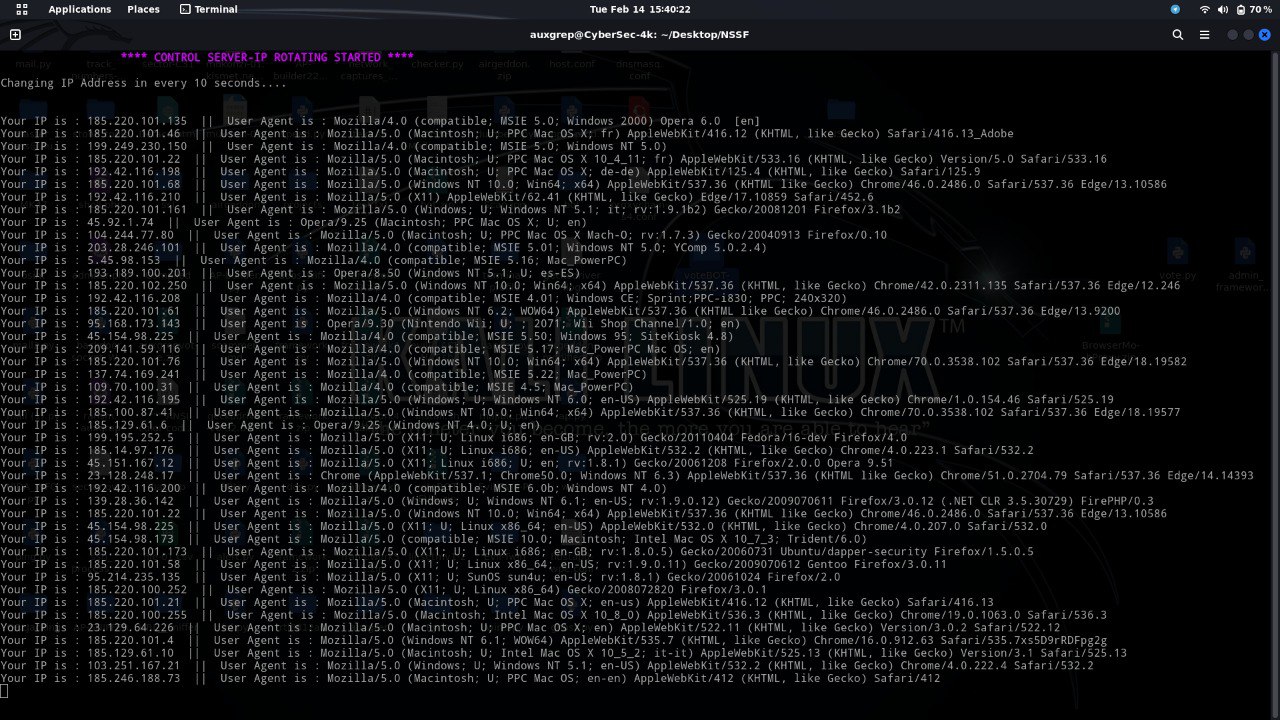 Applications Places Terminal Tue Feb 14 15:40:22 70 %
auxgrep@CyberSec-4k: ~/Desktop/NSSF
**** CONTROL SERVER-IP ROTATING STARTED ****
Changing IP Address in every 10 seconds....
Your IP is : 185.220.101.135 || User Agent is : Mozilla/4.0 (compatible; MSIE 5.0; Windows 2000) Opera 6.0 [en]
Your IP is : 185.220.101.46 || User Agent is : Mozilla/5.0 (Macintosh; U; PPC Mac OS X; fr) AppleWebKit/416.12 (KHTML, like Gecko) Safari/416.13_Adobe
Your IP is : 199.249.230.150 || User Agent is : Mozilla/4.0 (compatible; MSIE 5.0; Windows NT 5.0)
Your IP is : 185.220.101.22 || User Agent is : Mozilla/5.0 (Macintosh; U; PPC Mac OS X 10_4_11; fr) AppleWebKit/533.16 (KHTML, like Gecko) Version/5.0 Safari/533.16
Your IP is : 192.42.116.198 || User Agent is : Mozilla/5.0 (Macintosh; U; PPC Mac OS X; de-de) AppleWebKit/125.4 (KHTML, like Gecko) Safari/125.9
Your IP is : 185.220.101.68 || User Agent is : Mozilla/5.0 (Windows NT 10.0; Win64; x64) AppleWebKit/537.36 (KHTML like Gecko) Chrome/46.0.2486.0 Safari/537.36 Edge/13.10586
Your IP is : 192.42.116.210 || User Agent is : Mozilla/5.0 (X11) AppleWebKit/62.41 (KHTML, like Gecko) Edge/17.10859 Safari/452.6
Your IP is : 185.220.101.161 || User Agent is : Mozilla/5.0 (Windows; U; Windows NT 5.1; it; rv:1.9.1b2) Gecko/20081201 Firefox/3.1b2
Your IP is : 45.92.1.74 || User Agent is : Opera/9.25 (Macintosh; PPC Mac OS X; U; en)
Your IP is : 104.244.77.80 || User Agent is : Mozilla/5.0 (Macintosh; U; PPC Mac OS X Mach-O; rv:1.7.3) Gecko/20040913 Firefox/0.10
Your IP is : 203.28.246.101 || User Agent is : Mozilla/4.0 (compatible; MSIE 5.01; Windows NT 5.0; YComp 5.0.2.4)
Your IP is : 5.45.98.153 || User Agent is : Mozilla/4.0 (compatible; MSIE 5.16; Mac_PowerPC)
Your IP is : 193.189.100.201 || User Agent is : Opera/8.50 (Windows NT 5.1; U; es-ES)
Your IP is : 185.220.102.250 || User Agent is : Mozilla/5.0 (Windows NT 10.0; Win64; x64) AppleWebKit/537.36 (KHTML, like Gecko) Chrome/42.0.2311.135 Safari/537.36 Edge/12.246
Your IP is : 192.42.116.208 || User Agent is : Mozilla/4.0 (compatible; MSIE 4.01; Windows CE; Sprint;PPC-i830; PPC; 240x320)
Your IP is : 185.220.101.61 || User Agent is : Mozilla/5.0 (Windows NT 6.2; WOW64) AppleWebKit/537.36 (KHTML like Gecko) Chrome/46.0.2486.0 Safari/537.36 Edge/13.9200
Your IP is : 95.168.173.143 || User Agent is : Opera/9.30 (Nintendo Wii; U; ; 2071; Wii Shop Channel/1.0; en)
Your IP is : 45.154.98.225 || User Agent is : Mozilla/4.0 (compatible; MSIE 5.50; Windows 95; SiteKiosk 4.8)
Your IP is : 209.141.59.116 || User Agent is : Mozilla/4.0 (compatible; MSIE 5.17; Mac_PowerPC Mac OS; en)
Your IP is : 185.220.101.76 || User Agent is : Mozilla/5.0 (Windows NT 10.0; Win64; x64) AppleWebKit/537.36 (KHTML, like Gecko) Chrome/70.0.3538.102 Safari/537.36 Edge/18.19582
Your IP is : 137.74.169.241 || User Agent is : Mozilla/4.0 (compatible; MSIE 5.22; Mac_PowerPC)
Your IP is : 109.70.100.31 || User Agent is : Mozilla/4.0 (compatible; MSIE 4.5; Mac_PowerPC)
Your IP is : 192.42.116.195 || User Agent is : Mozilla/5.0 (Windows; U; Windows NT 6.0; en-US) AppleWebKit/525.19 (KHTML, like Gecko) Chrome/1.0.154.46 Safari/525.19
Your IP is : 185.100.87.41 || User Agent is : Mozilla/5.0 (Windows NT 10.0; Win64; x64) AppleWebKit/537.36 (KHTML, like Gecko) Chrome/70.0.3538.102 Safari/537.36 Edge/18.19577
Your IP is : 185.129.61.6 || User Agent is : Opera/9.25 (Windows NT 4.0; U; en)
Your IP is : 199.195.252.5 || User Agent is : Mozilla/5.0 (X11; U; Linux i686; en-GB; rv:2.0) Gecko/20110404 Fedora/16-dev Firefox/4.0
Your IP is : 185.14.97.176 || User Agent is : Mozilla/5.0 (X11; U; Linux i686; en-US) AppleWebKit/532.2 (KHTML, like Gecko) Chrome/4.0.223.1 Safari/532.2
Your IP is : 45.151.167.12 || User Agent is : Mozilla/5.0 (X11; Linux i686; U; en; rv:1.8.1) Gecko/20061208 Firefox/2.0.0 Opera 9.51
Your IP is : 23.128.248.17 || User Agent is : Chrome (AppleWebKit/537.1; Chrome50.0; Windows NT 6.3) AppleWebKit/537.36 (KHTML like Gecko) Chrome/51.0.2704.79 Safari/537.36 Edge/14.14393
Your IP is : 192.42.116.200 || User Agent is : Mozilla/4.0 (compatible; MSIE 6.0b; Windows NT 4.0)
Your IP is : 139.28.36.142 || User Agent is : Mozilla/5.0 (Windows; U; Windows NT 6.1; en-US; rv:1.9.0.12) Gecko/2009070611 Firefox/3.0.12 (.NET CLR 3.5.30729) FirePHP/0.3
Your IP is : 185.220.101.22 || User Agent is : Mozilla/5.0 (Windows NT 10.0; Win64; x64) AppleWebKit/537.36 (KHTML like Gecko) Chrome/46.0.2486.0 Safari/537.36 Edge/13.10586
Your IP is : 45.154.98.225 || User Agent is : Mozilla/5.0 (X11; U; Linux x86_64; en-US) AppleWebKit/532.0 (KHTML, like Gecko) Chrome/4.0.207.0 Safari/532.0
Your IP is : 45.154.98.173 || User Agent is : Mozilla/5.0 (compatible; MSIE 10.0; Macintosh; Intel Mac OS X 10_7_3; Trident/6.0)
Your IP is : 185.220.101.173 || User Agent is : Mozilla/5.0 (X11; U; Linux i686; en-GB; rv:1.8.0.5) Gecko/20060731 Ubuntu/dapper-security Firefox/1.5.0.5
Your IP is : 185.220.101.58 || User Agent is : Mozilla/5.0 (X11; U; Linux x86_64; en-US; rv:1.9.0.11) Gecko/2009070612 Gentoo Firefox/3.0.11
Your IP is : 95.214.235.135 || User Agent is : Mozilla/5.0 (X11; U; SunOS sun4u; en-US; rv:1.8.1) Gecko/20061024 Firefox/2.0
Your IP is : 185.220.100.252 || User Agent is : Mozilla/5.0 (X11; U; Linux x86_64) Gecko/2008072820 Firefox/3.0.1
Your IP is : 185.220.101.21 || User Agent is : Mozilla/5.0 (Macintosh; U; PPC Mac OS X; en-us) AppleWebKit/416.12 (KHTML, like Gecko) Safari/416.13
Your IP is : 185.220.100.255 || User Agent is : Mozilla/5.0 (Macintosh; Intel Mac OS X 10_8_0) AppleWebKit/536.3 (KHTML, like Gecko) Chrome/19.0.1063.0 Safari/536.3
Your IP is : 23.129.64.226 || User Agent is : Mozilla/5.0 (Macintosh; U; PPC Mac OS X; en) AppleWebKit/522.11 (KHTML, like Gecko) Version/3.0.2 Safari/522.12
Your IP is : 185.220.101.4 || User Agent is : Mozilla/5.0 (Windows NT 6.1; WOW64) AppleWebKit/535.7 (KHTML, like Gecko) Chrome/16.0.912.63 Safari/535.7xs5D9rRDFpg2g
Your IP is : 185.129.61.10 || User Agent is : Mozilla/5.0 (Macintosh; U; Intel Mac OS X 10_5_2; it-it) AppleWebKit/525.13 (KHTML, like Gecko) Version/3.1 Safari/525.13
Your IP is : 103.251.167.21 || User Agent is : Mozilla/5.0 (Windows; U; Windows NT 5.1; en-US) AppleWebKit/532.2 (KHTML, like Gecko) Chrome/4.0.222.4 Safari/532.2
Your IP is : 185.246.188.73 || User Agent is : Mozilla/5.0 (Macintosh; U; PPC Mac OS; en-en) AppleWebKit/412 (KHTML, like Gecko) Safari/412